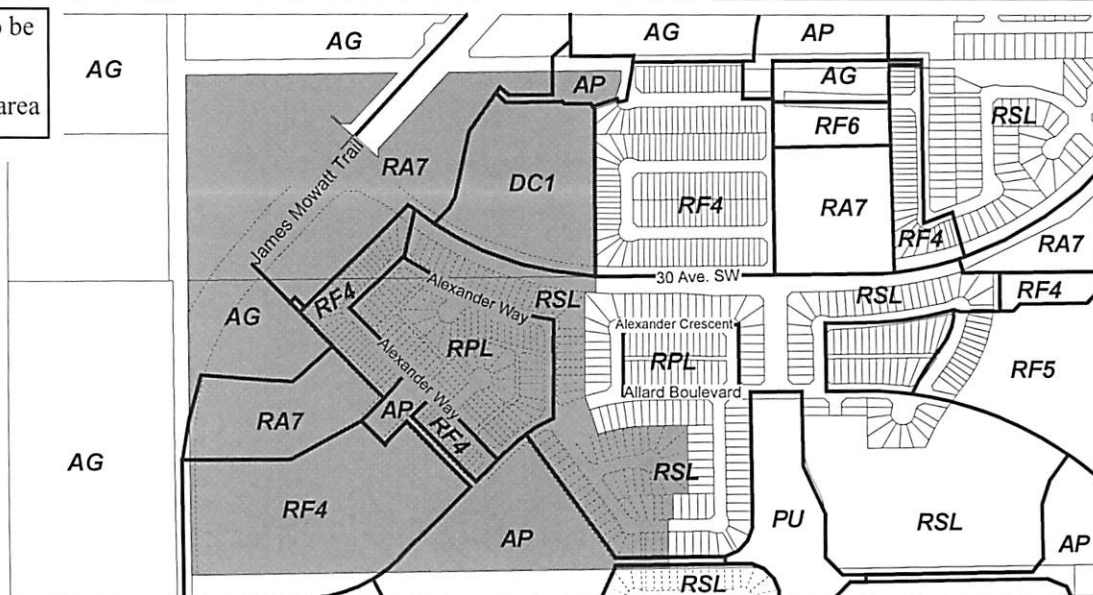 be
area
AG
AG
AG
AP
AP
AG
RSL
RF6
RA7
DC1
RF4
RA7
RF4
RA7
James Mowatt Trail
30 Ave. SW
RF4
Alexander Way
RSL
RSL
RF4
AG
Alexander Crescent
RPL
RPL
Alexander Way
Allard Boulevard
RF5
RA7
AP
RF4
AG
RSL
RF4
AP
PU
RSL
AP
RSL